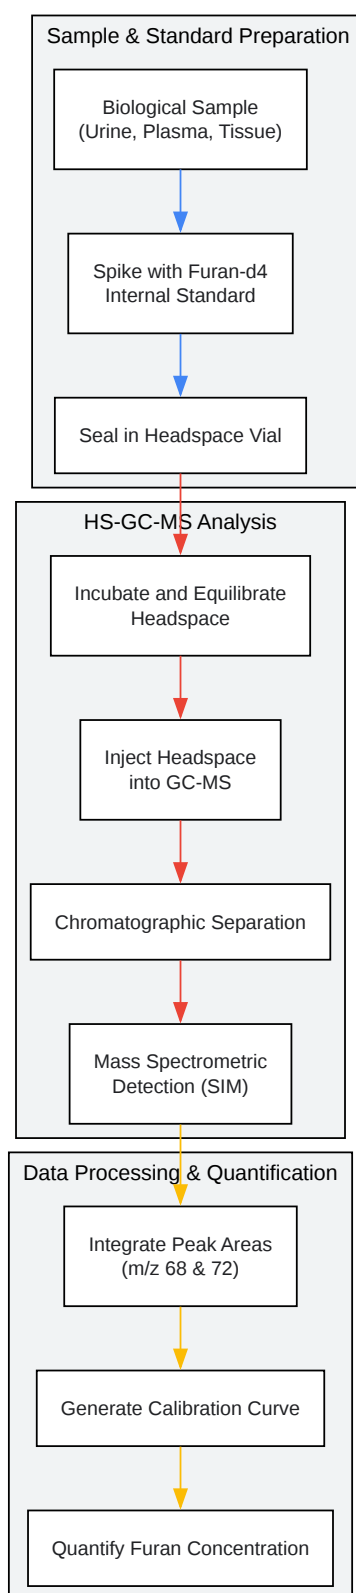 Sample & Standard Preparation
Biological Sample
(Urine, Plasma, Tissue)
Spike with Furan-d4
Internal Standard
Seal in Headspace Vial
HS-GC-MS Analysis
Incubate and Equilibrate
Headspace
Inject Headspace
into GC-MS
Chromatographic Separation
Mass Spectrometric
Detection (SIM)
Data Processing & Quantification
Integrate Peak Areas
(m/z 68 & 72)
Generate Calibration Curve
Quantify Furan Concentration